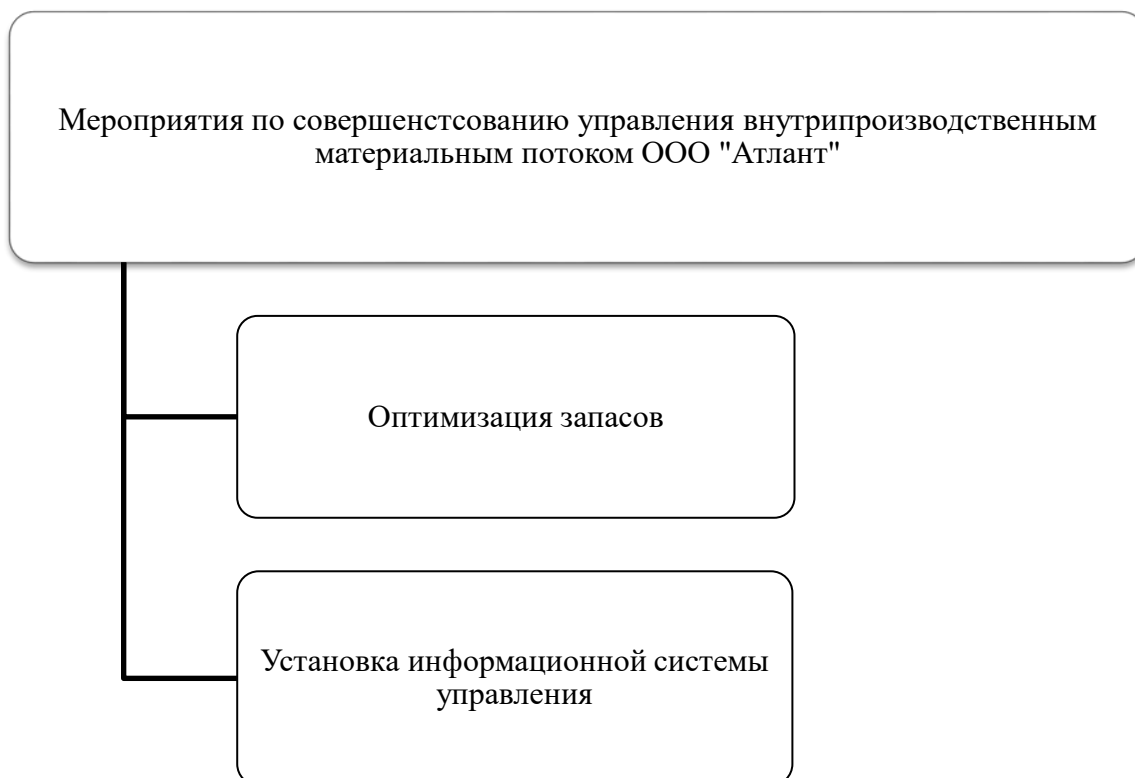 Мероприятия по совершенстсованию управления внутрипроизводственным
материальным потоком ООО "Атлант"
Оптимизация запасов
Установка информационной системы
управления